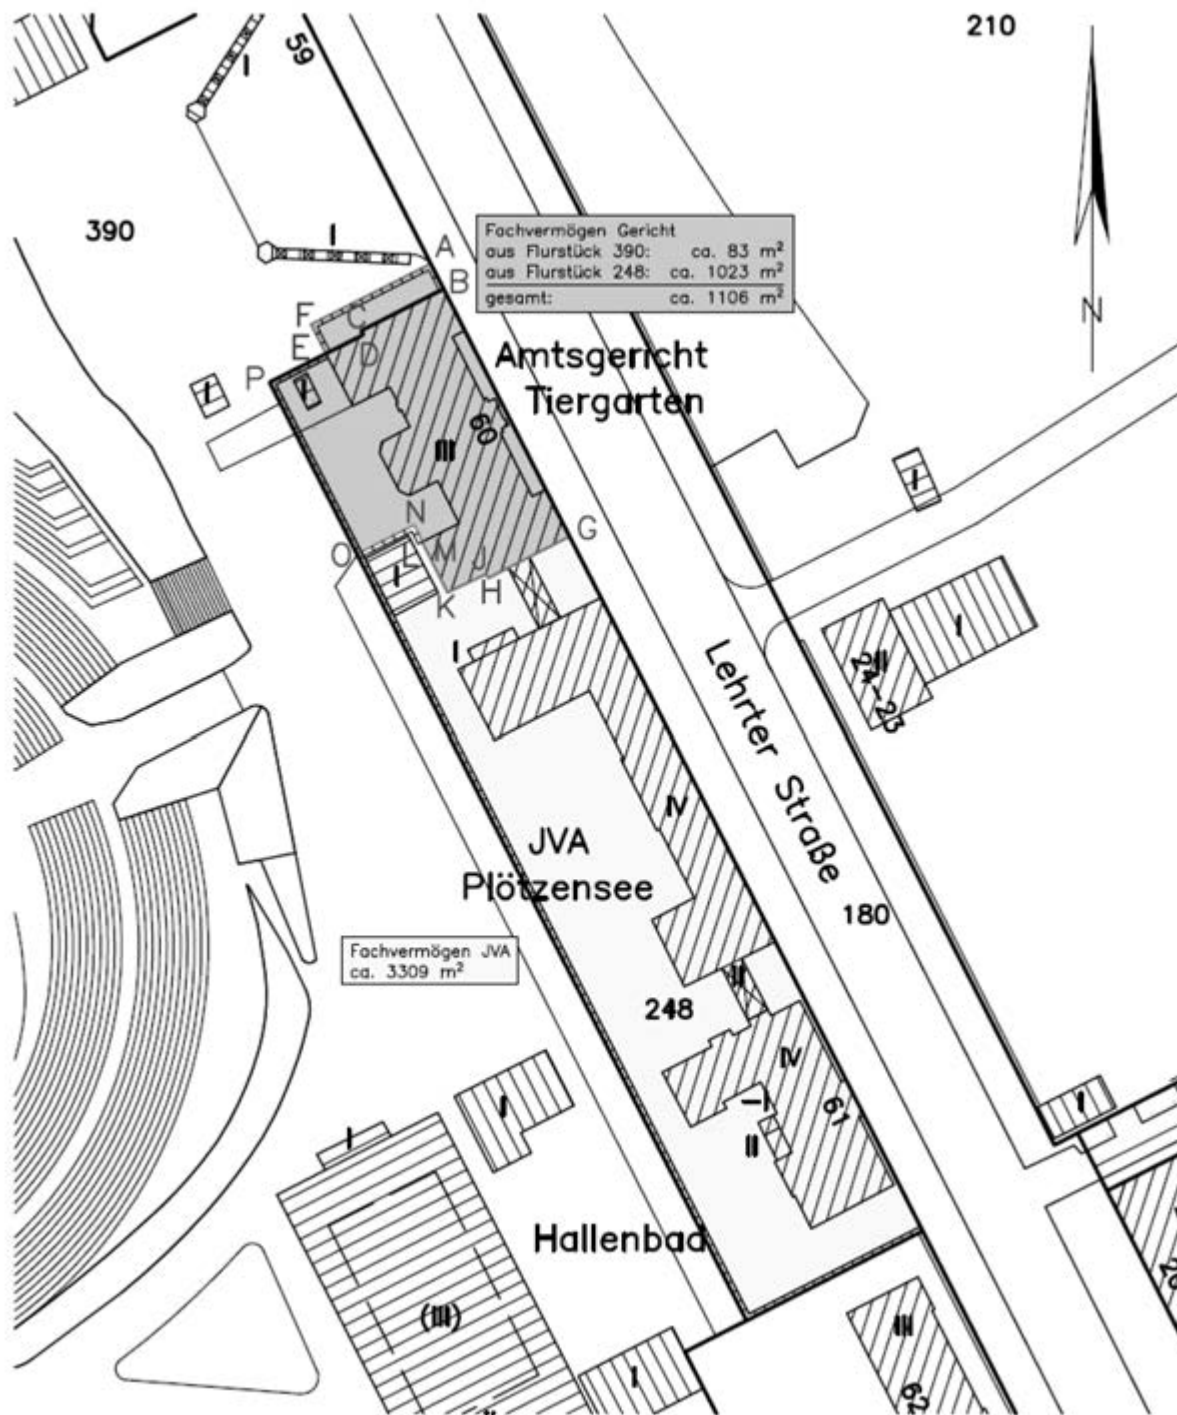 210
59
I
390
I
A
B
Fachvermögen Gericht
aus Flurstück 390: ca. 83 m²
aus Flurstück 248: ca. 1023 m²
gesamt: ca. 1106 m²
N
F
C
E
D
P
I
I
Amtsgericht
Tiergarten
60
III
I
N
G
O
L
M
J
I
K
H
I
Lehrter Straße
I
II
24-23
IV
JVA
Plötzensee
180
Fachvermögen JVA
ca. 3309 m²
II
248
IV
I
I
I
61
II
I
Hallenbad
(III)
III
I
62
26